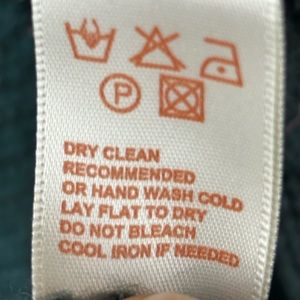 P
DRY CLEAN
RECOMMENDED
OR HAND WASH COLD
LAY FLAT TO DRY
DO NOT BLEACH
COOL IRON IF NEEDED